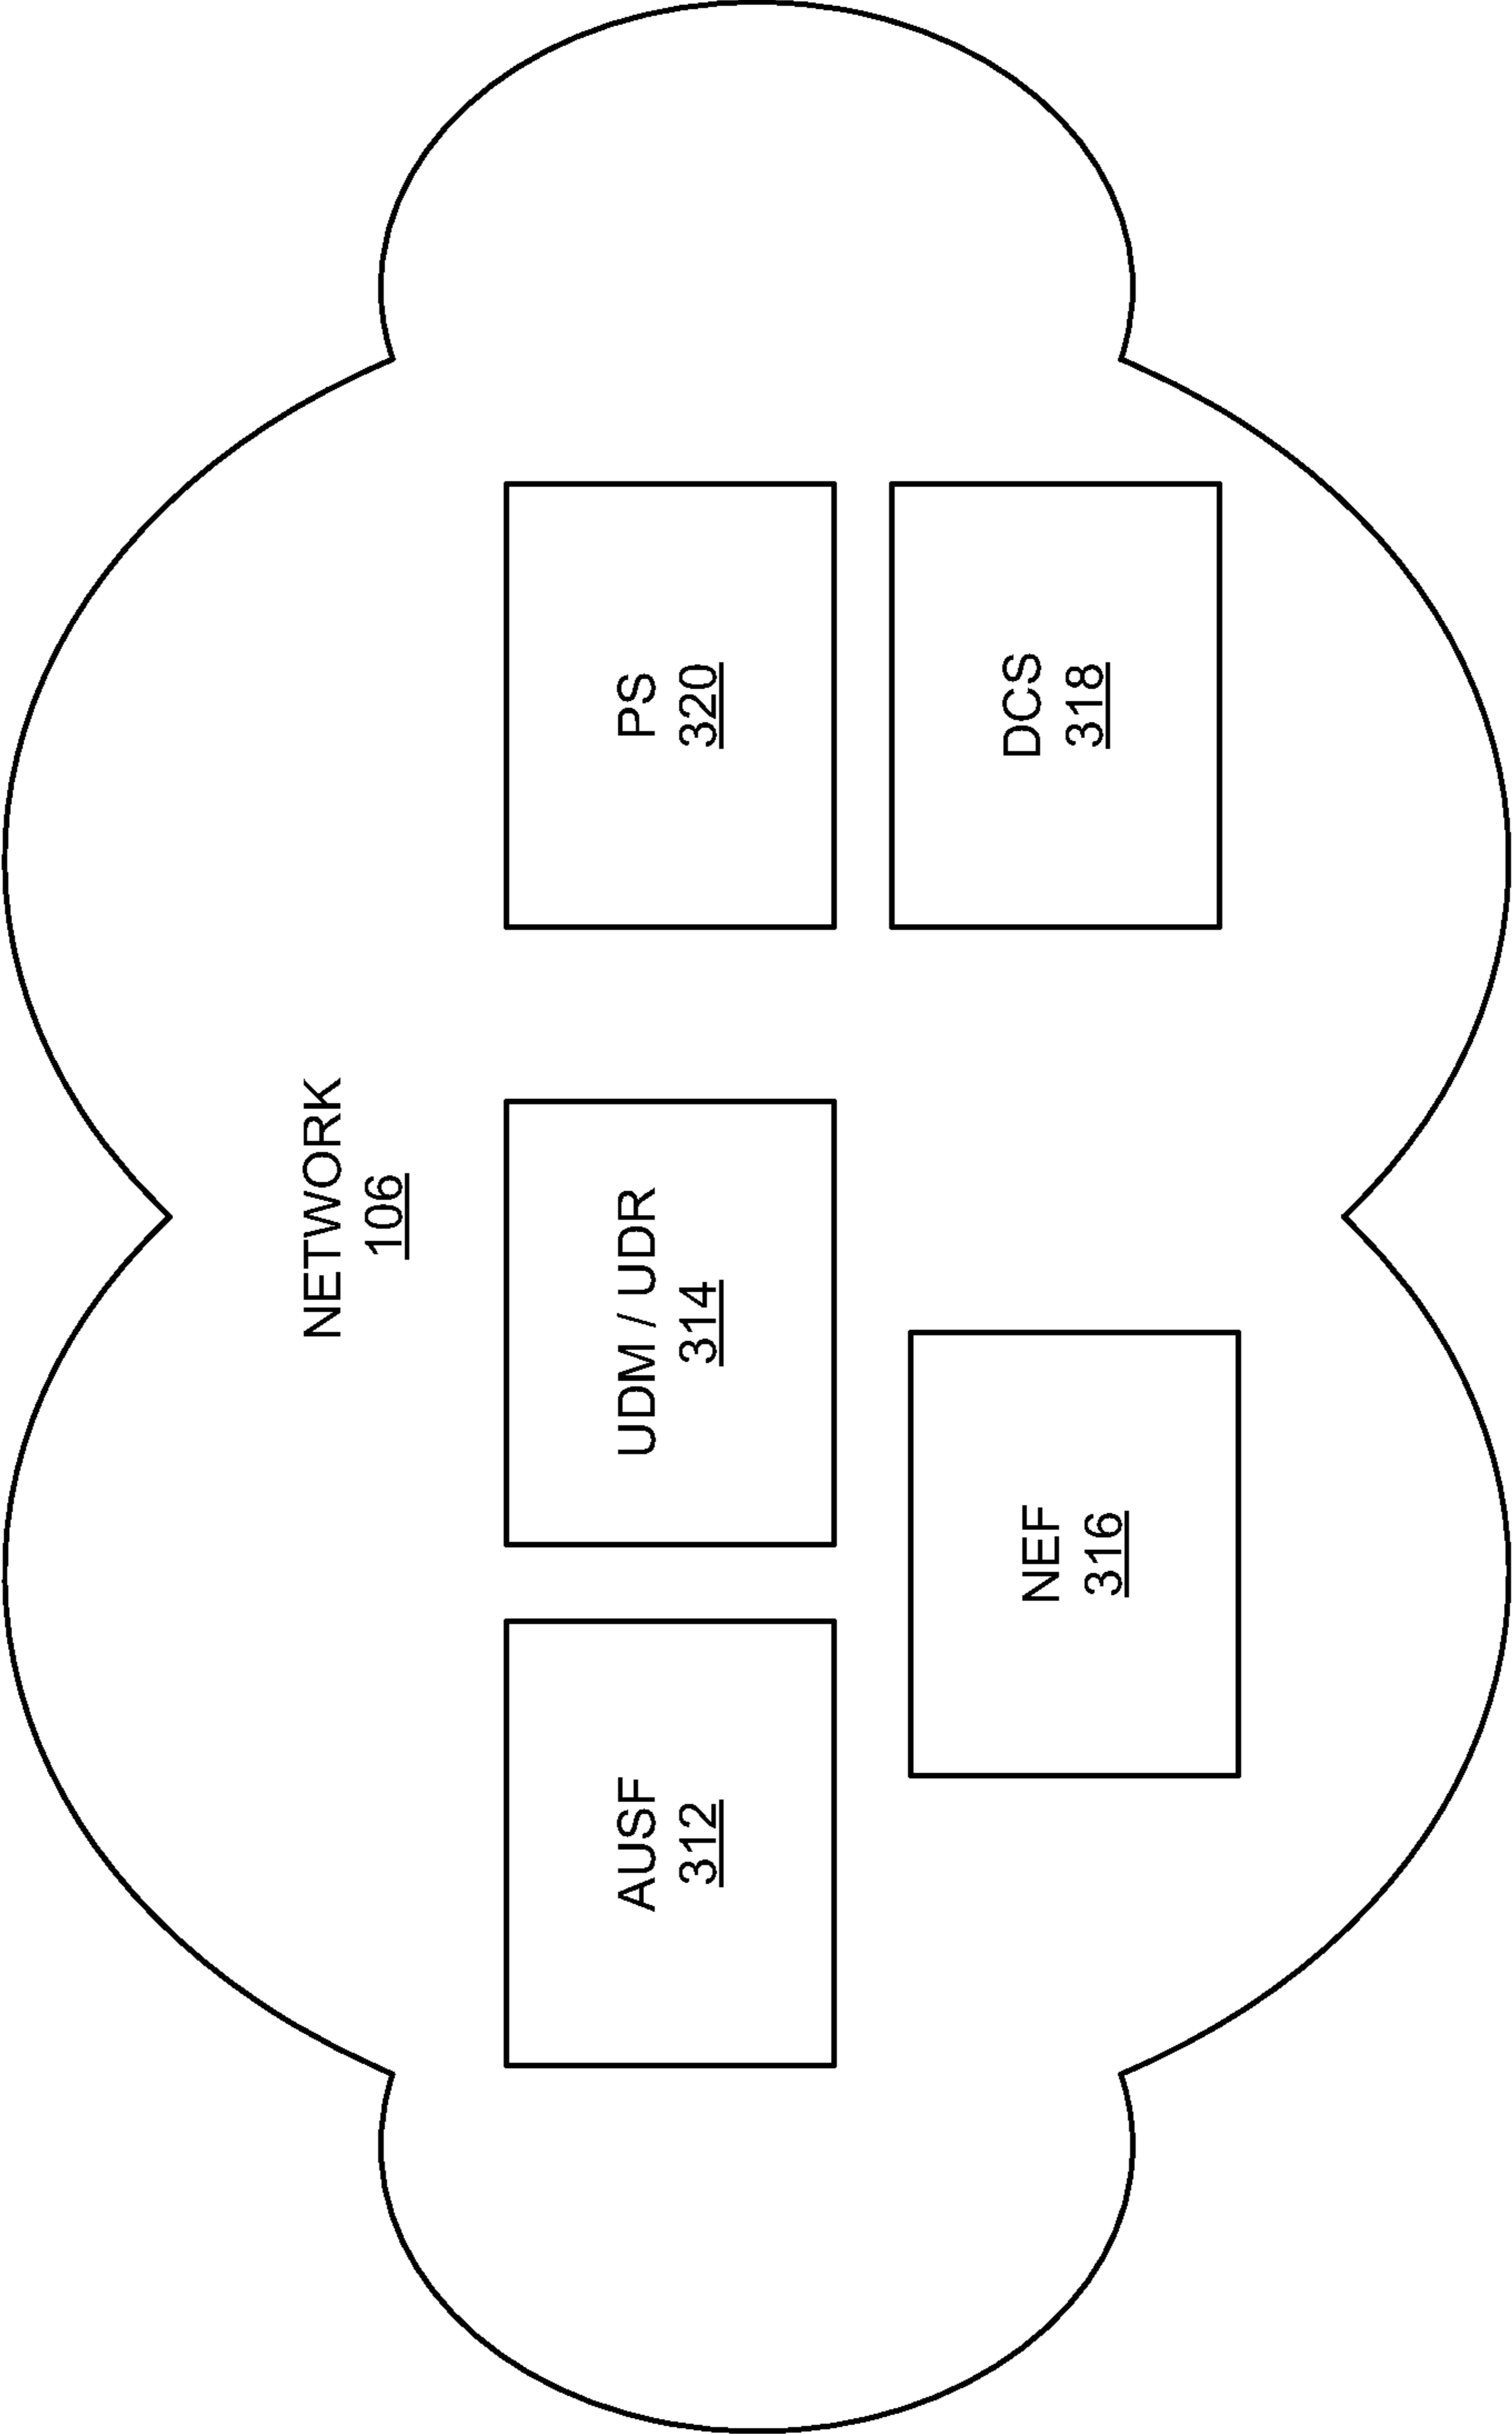 NETWORK
106
AUSF
312
UDM / UDR
314
PS
320
NEF
316
DCS
318